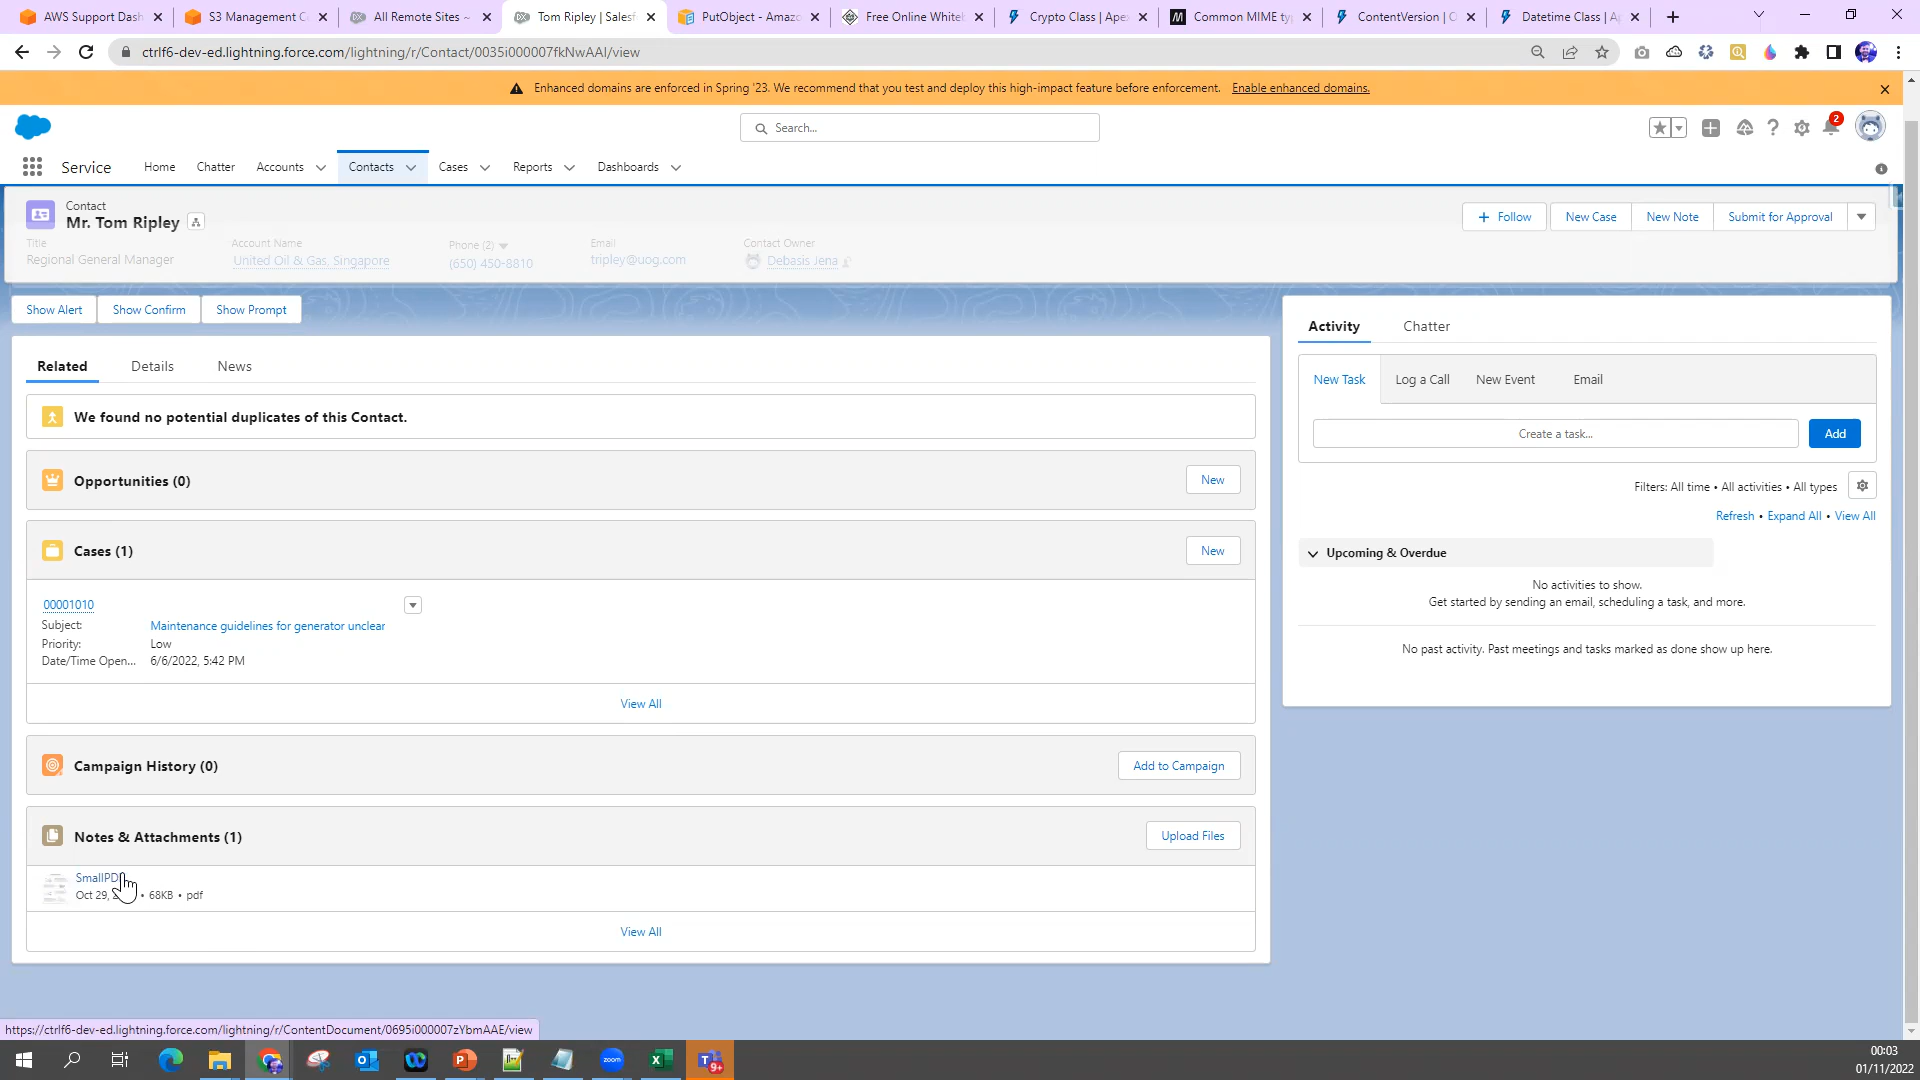 AWS Support Dash
S3 Management C
All Remote Sites ~
Tom Ripley | Salesf
PutObject - Amazo
Free Online Whiteb
Crypto Class | Apex
Common MIME ty
ContentVersion | O
Datetime Class | Ap
ctrlf6-dev-ed.lightning.force.com/lightning/r/Contact/0035i000007fkNwAAI/view
Enhanced domains are enforced in Spring '23. We recommend that you test and deploy this high-impact feature before enforcement. Enable enhanced domains.
Search...
2
Service
Home
Chatter
Accounts
Contacts
Cases
Reports
Dashboards
Contact
Mr. Tom Ripley
Follow
New Case
New Note
Submit for Approval
Title
Regional General Manager
Account Name
United Oil & Gas, Singapore
Phone (2)
(650) 450-8810
Email
tripley@uog.com
Contact Owner
Debasis Jena
Show Alert
Show Confirm
Show Prompt
Related
Details
News
We found no potential duplicates of this Contact.
Opportunities (0)
New
Cases (1)
New
00001010
Subject: Maintenance guidelines for generator unclear
Priority: Low
Date/Time Open... 6/6/2022, 5:42 PM
View All
Campaign History (0)
Add to Campaign
Notes & Attachments (1)
Upload Files
Oct 29, • 68KB • pdf
View All
Activity
Chatter
New Task
Log a Call
New Event
Email
Create a task...
Add
Filters: All time • All activities • All types
Refresh • Expand All • View All
Upcoming & Overdue
No activities to show.
Get started by sending an email, scheduling a task, and more.
No past activity. Past meetings and tasks marked as done show up here.
https://ctrlf6-dev-ed.lightning.force.com/lightning/r/ContentDocument/0695i000007zYbmAAE/view
zoom
9+
00:03
01/11/2022